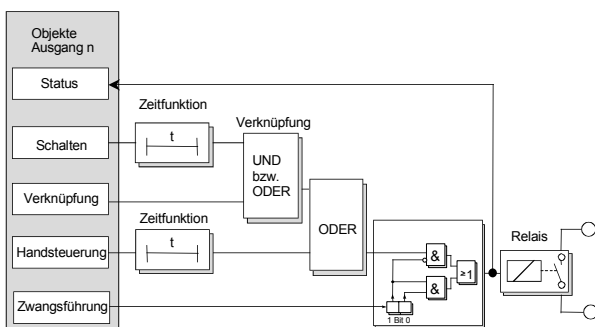 Objekte
Ausgang n
Status
Zeitfunktion
Verknüpfung
t
Schalten
UND
bzw.
ODER
Verknüpfung
Zeitfunktion
ODER
Relais
t
Handsteuerung
&
≥1
&
Zwangsführung
1 Bit 0